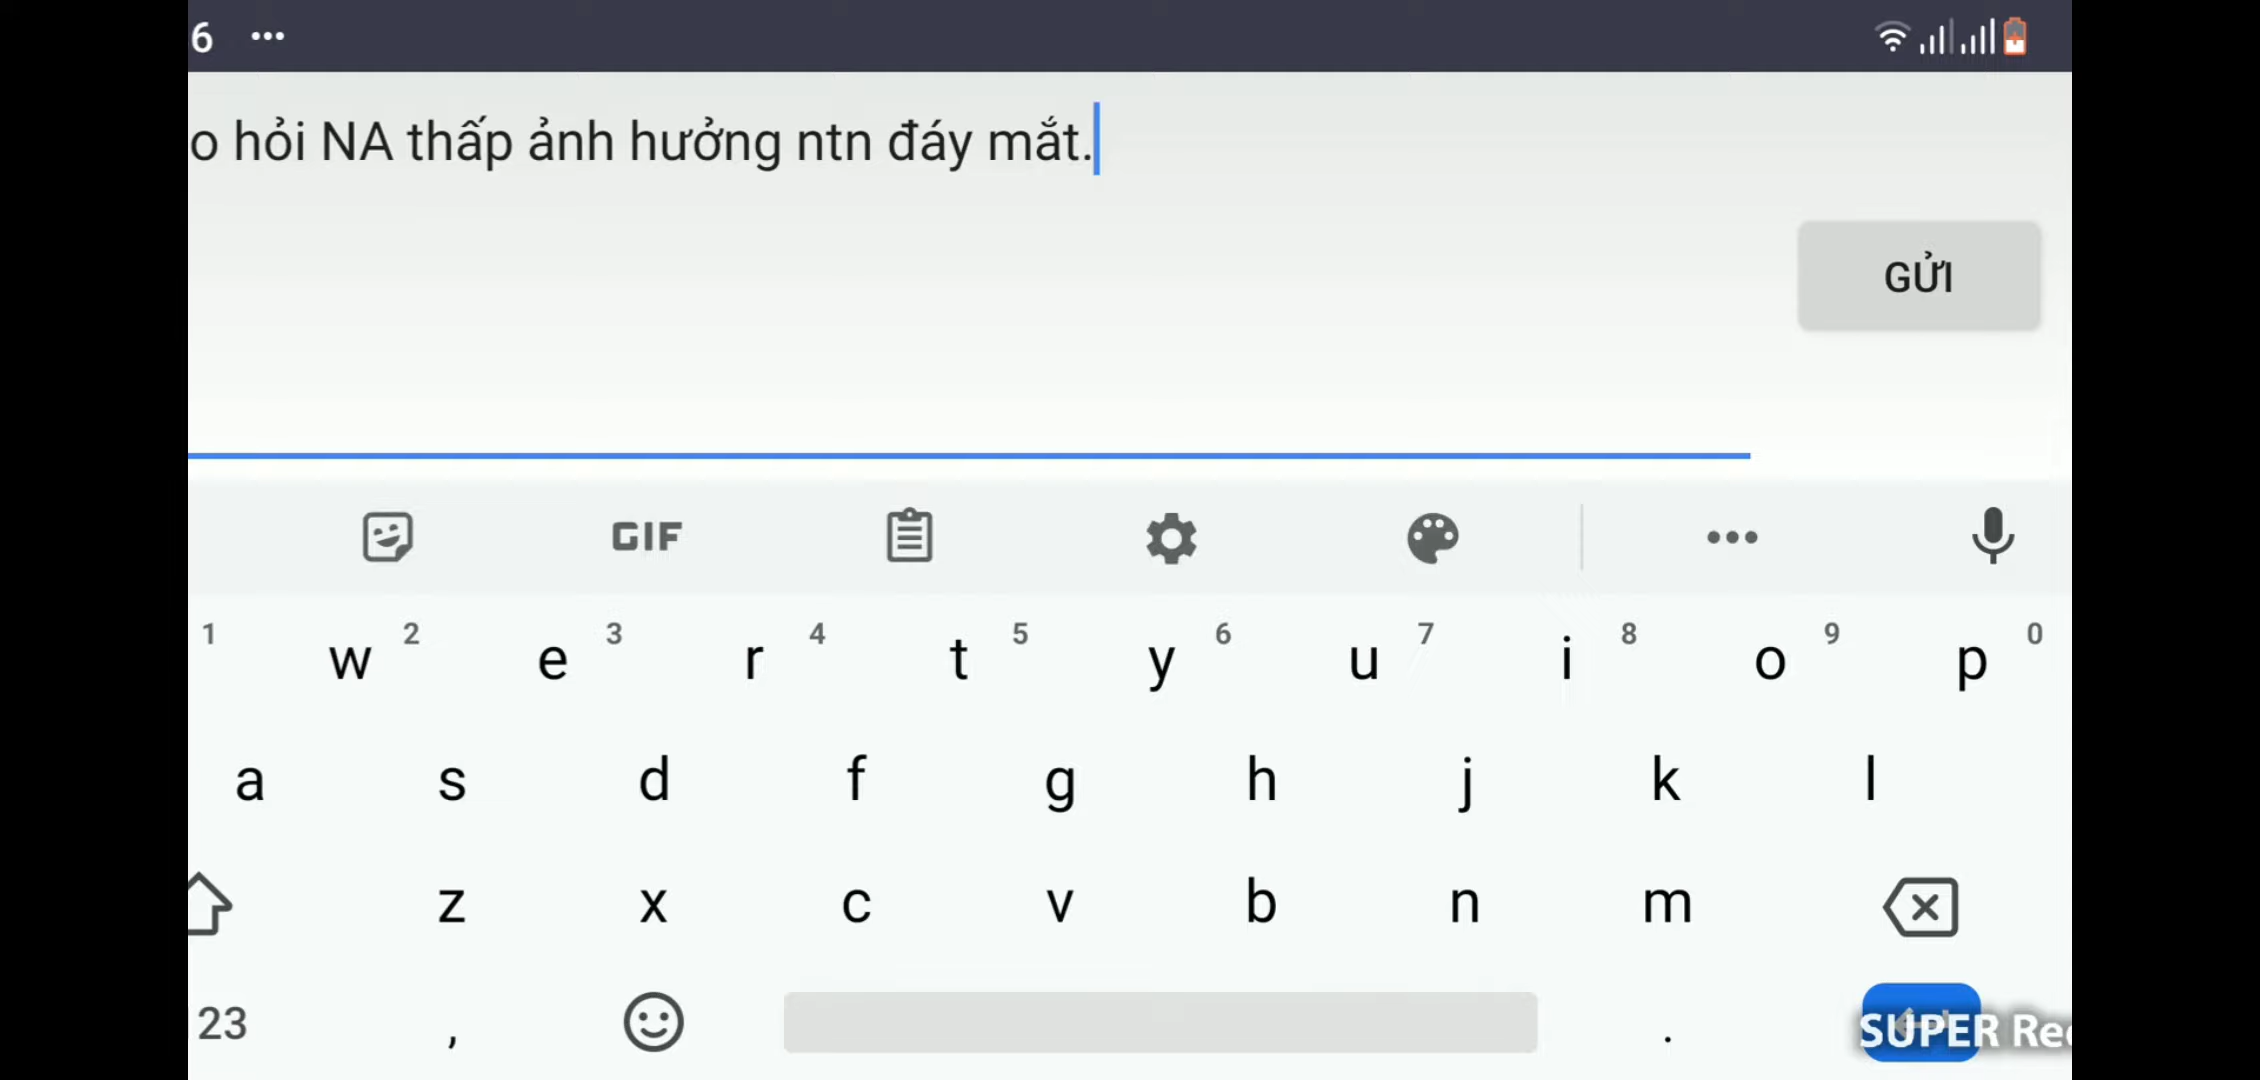 6 ...
o hỏi NA thấp ảnh hưởng ntn đáy mắt.
GỬI
GIF
1 2 3 4 5 6 7 8 9 0
w e r t y u i o p
a s d f g h j k l
z x c v b n m
23 , .
SUPER Rec